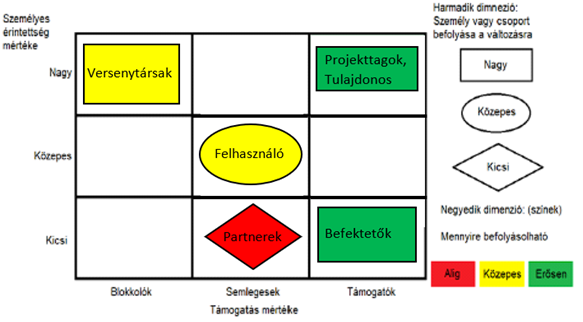 Személyes
érintettség
mértéke
Nagy
Közepes
Kicsi
Versenytársak
Projekttagok,
Tulajdonos
Felhasználó
Partnerek
Befektetők
Blokkolók
Semlegesek
Támogatók
Támogatás mértéke
Harmadik dimnezió:
Személy vagy csoport
befolyása a változásra
Nagy
Közepes
Kicsi
Negyedik dimenzió: (színek)
Mennyire befolyásolható
Alig
Közepes
Erősen